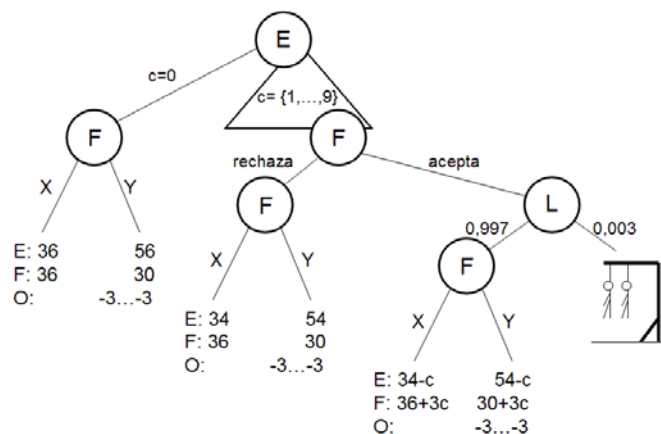 E
c=0
c= {1,...,9}
F
F
rechaza
acepta
X
Y
F
L
0,997
0,003
E: 36 56
F: 36 30
O: -3...-3
X
Y
F
E: 34 54
F: 36 30
O: -3...-3
X
Y
E: 34-c 54-c
F: 36+3c 30+3c
O: -3...-3